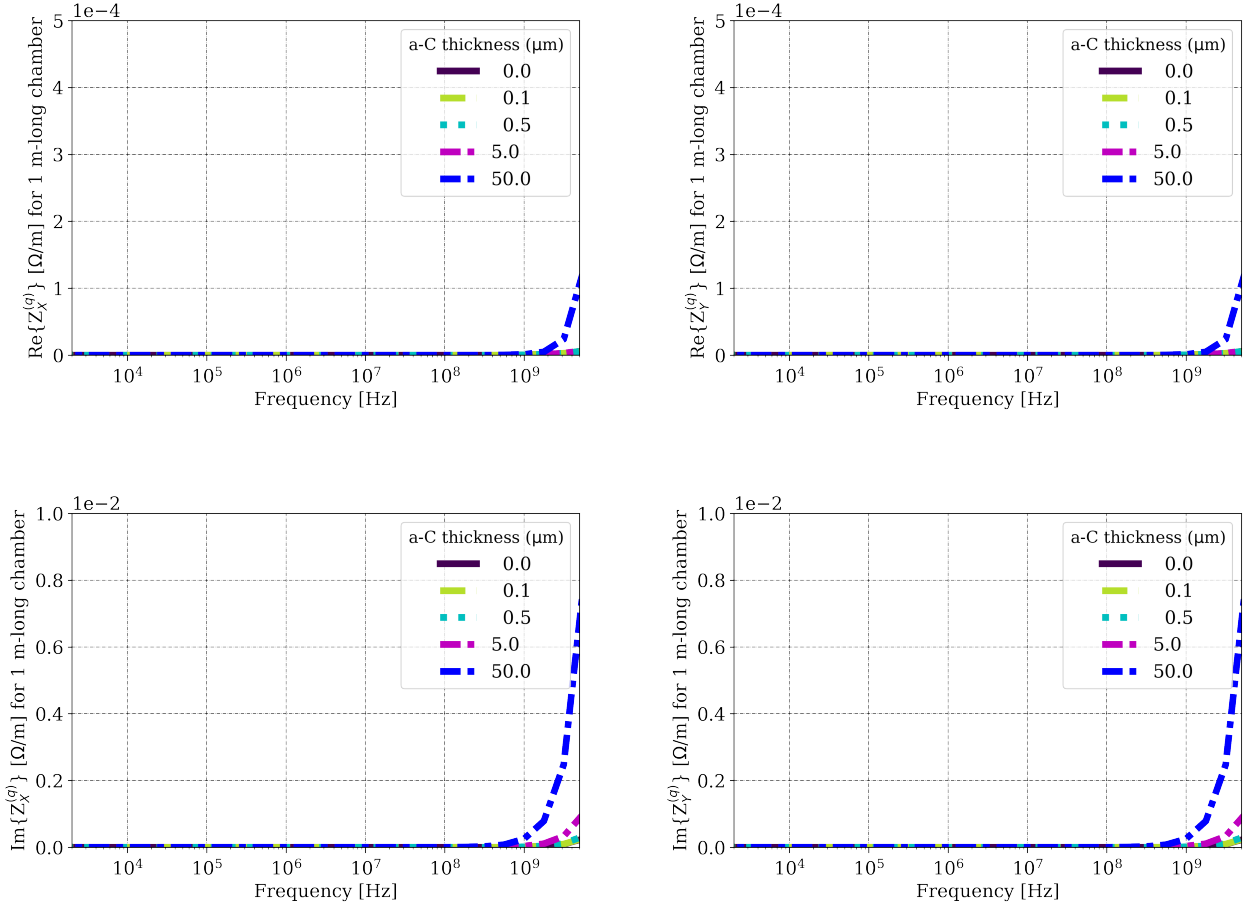 1e−4
Re{Z_X^(q)} [Ω/m] for 1 m-long chamber
5
4
3
2
1
0
a-C thickness (μm)
0.0
0.1
0.5
5.0
50.0
10^4 10^5 10^6 10^7 10^8 10^9
Frequency [Hz]
1e−4
Re{Z_Y^(q)} [Ω/m] for 1 m-long chamber
5
4
3
2
1
0
a-C thickness (μm)
0.0
0.1
0.5
5.0
50.0
10^4 10^5 10^6 10^7 10^8 10^9
Frequency [Hz]
1e−2
Im{Z_X^(q)} [Ω/m] for 1 m-long chamber
1.0
0.8
0.6
0.4
0.2
0.0
a-C thickness (μm)
0.0
0.1
0.5
5.0
50.0
10^4 10^5 10^6 10^7 10^8 10^9
Frequency [Hz]
1e−2
Im{Z_Y^(q)} [Ω/m] for 1 m-long chamber
1.0
0.8
0.6
0.4
0.2
0.0
a-C thickness (μm)
0.0
0.1
0.5
5.0
50.0
10^4 10^5 10^6 10^7 10^8 10^9
Frequency [Hz]